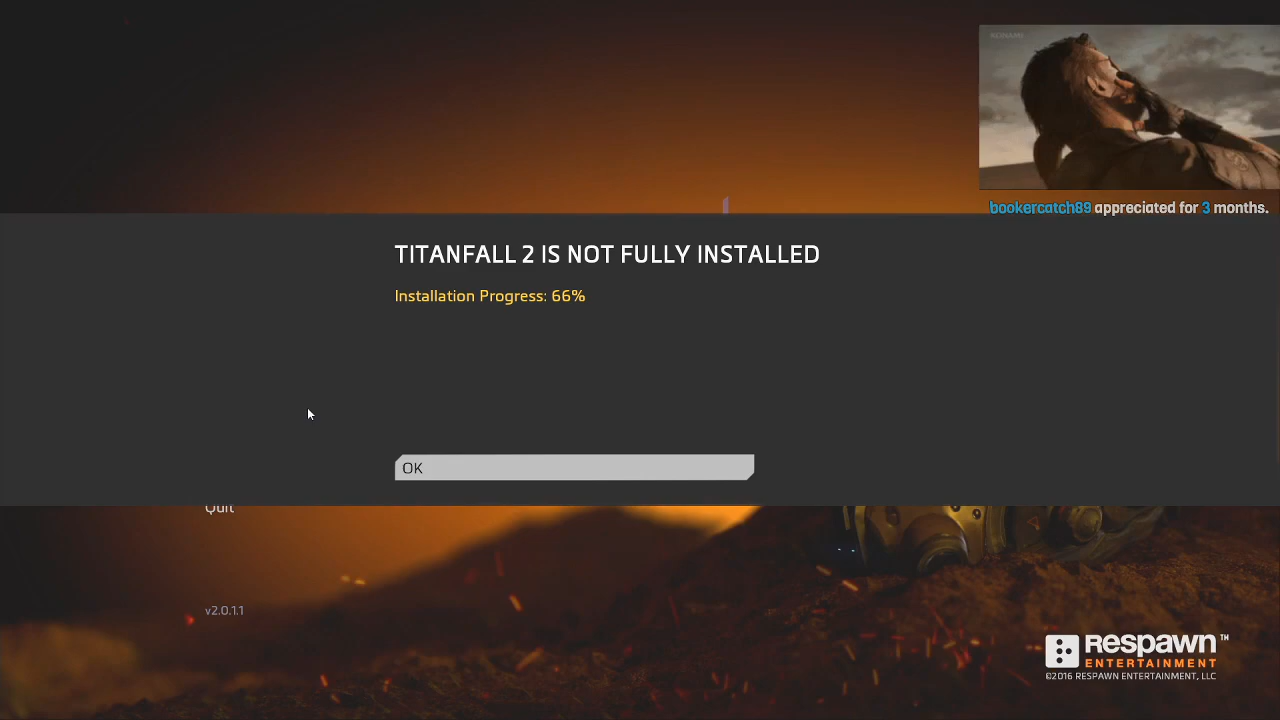 KONAMI
bookercatch89 appreciated for 3 months.
TITANFALL 2 IS NOT FULLY INSTALLED
Installation Progress: 66%
OK
Quit
v2.0.1.1
Respawn™
ENTERTAINMENT
©2016 RESPAWN ENTERTAINMENT, LLC